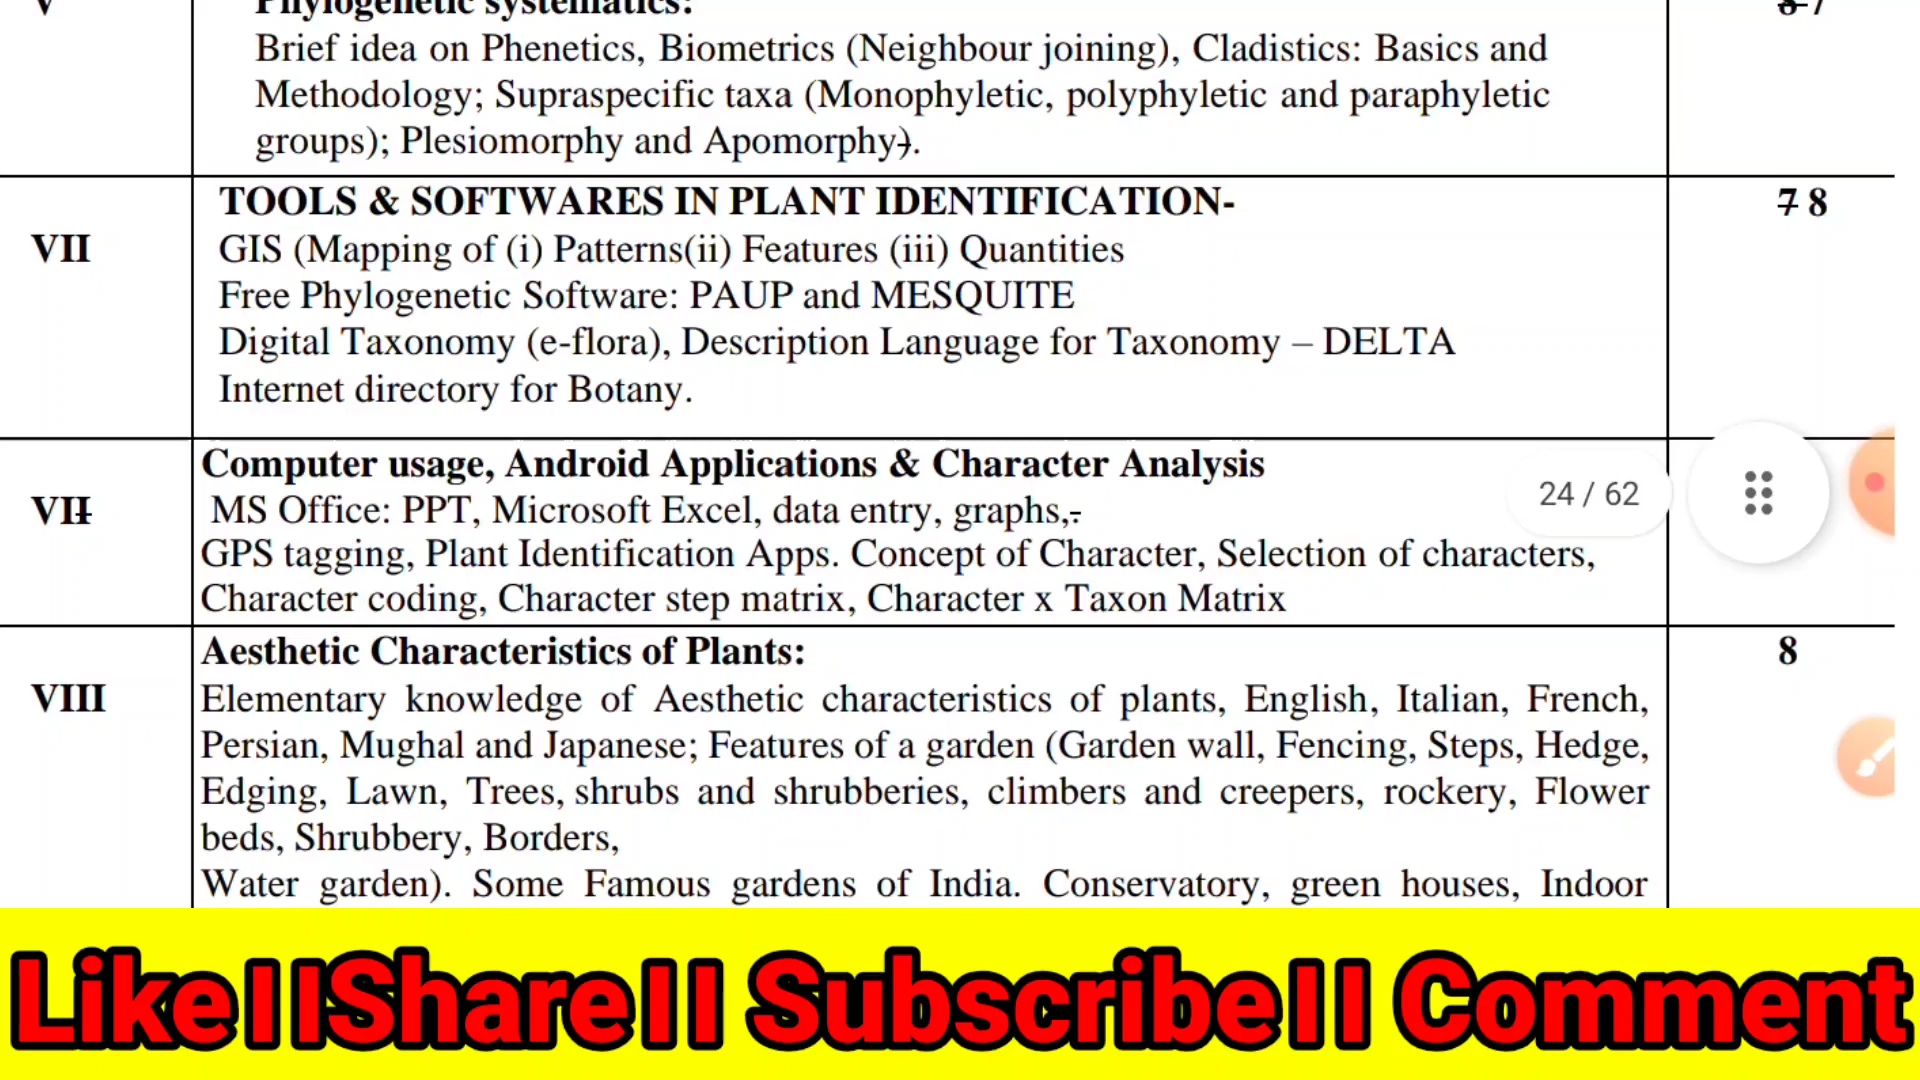 V
Phylogenetic systematics:
8 7
Brief idea on Phenetics, Biometrics (Neighbour joining), Cladistics: Basics and
Methodology; Supraspecific taxa (Monophyletic, polyphyletic and paraphyletic
groups); Plesiomorphy and Apomorphy).
VII
TOOLS & SOFTWARES IN PLANT IDENTIFICATION-
7 8
GIS (Mapping of (i) Patterns(ii) Features (iii) Quantities
Free Phylogenetic Software: PAUP and MESQUITE
Digital Taxonomy (e-flora), Description Language for Taxonomy – DELTA
Internet directory for Botany.
VII
Computer usage, Android Applications & Character Analysis
MS Office: PPT, Microsoft Excel, data entry, graphs,.
GPS tagging, Plant Identification Apps. Concept of Character, Selection of characters,
Character coding, Character step matrix, Character x Taxon Matrix
24 / 62
VIII
Aesthetic Characteristics of Plants:
8
Elementary knowledge of Aesthetic characteristics of plants, English, Italian, French,
Persian, Mughal and Japanese; Features of a garden (Garden wall, Fencing, Steps, Hedge,
Edging, Lawn, Trees, shrubs and shrubberies, climbers and creepers, rockery, Flower
beds, Shrubbery, Borders,
Water garden). Some Famous gardens of India. Conservatory, green houses, Indoor
Like||Share|| Subscribe|| Comment